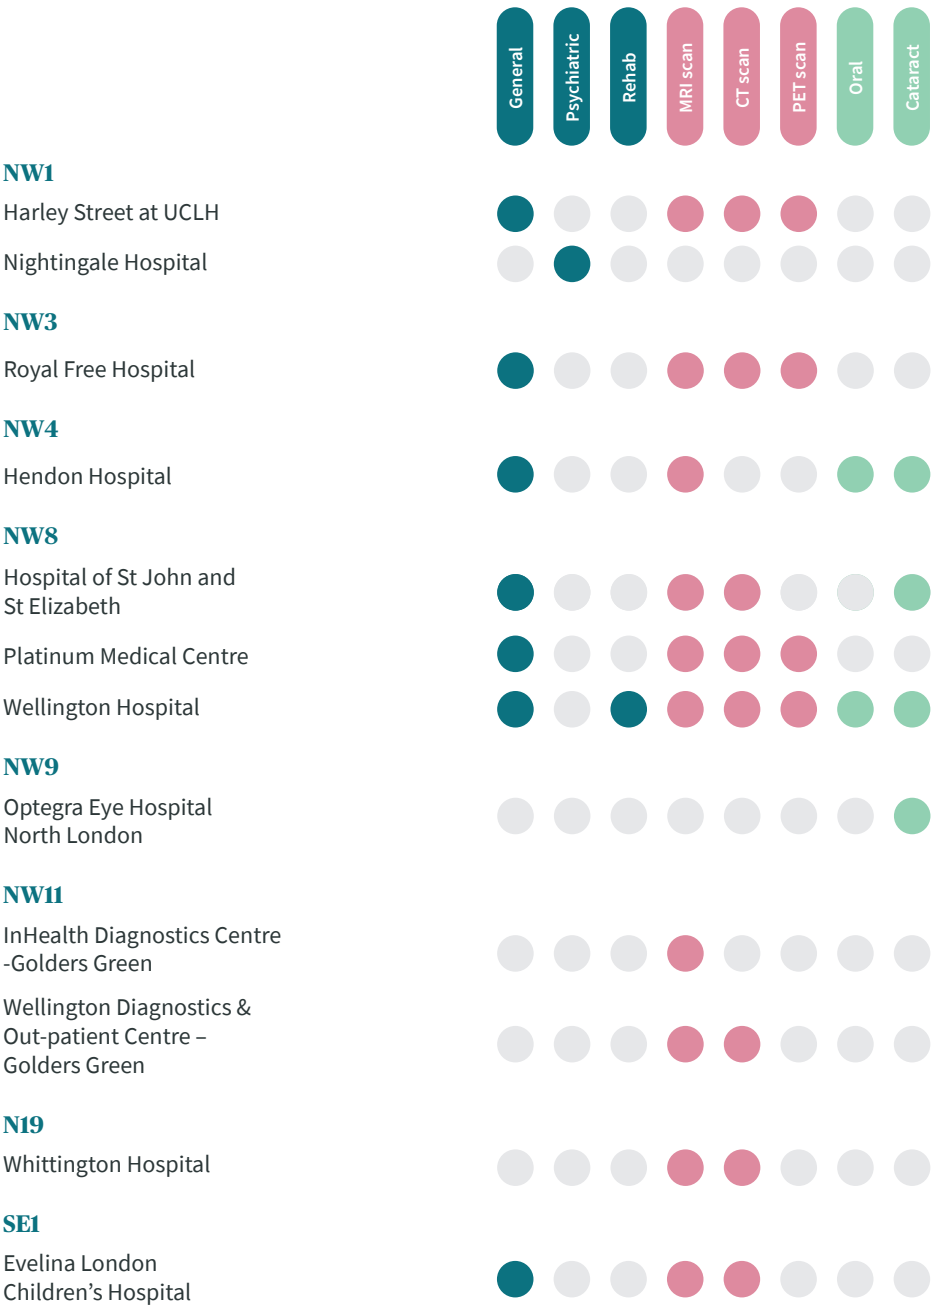 General
Psychiatric
Rehab
MRI scan
CT scan
PET scan
Oral
Cataract
NW1
Harley Street at UCLH
Nightingale Hospital
NW3
Royal Free Hospital
NW4
Hendon Hospital
NW8
Hospital of St John and
St Elizabeth
Platinum Medical Centre
Wellington Hospital
NW9
Optegra Eye Hospital
North London
NW11
InHealth Diagnostics Centre
-Golders Green
Wellington Diagnostics &
Out-patient Centre –
Golders Green
N19
Whittington Hospital
SE1
Evelina London
Children’s Hospital